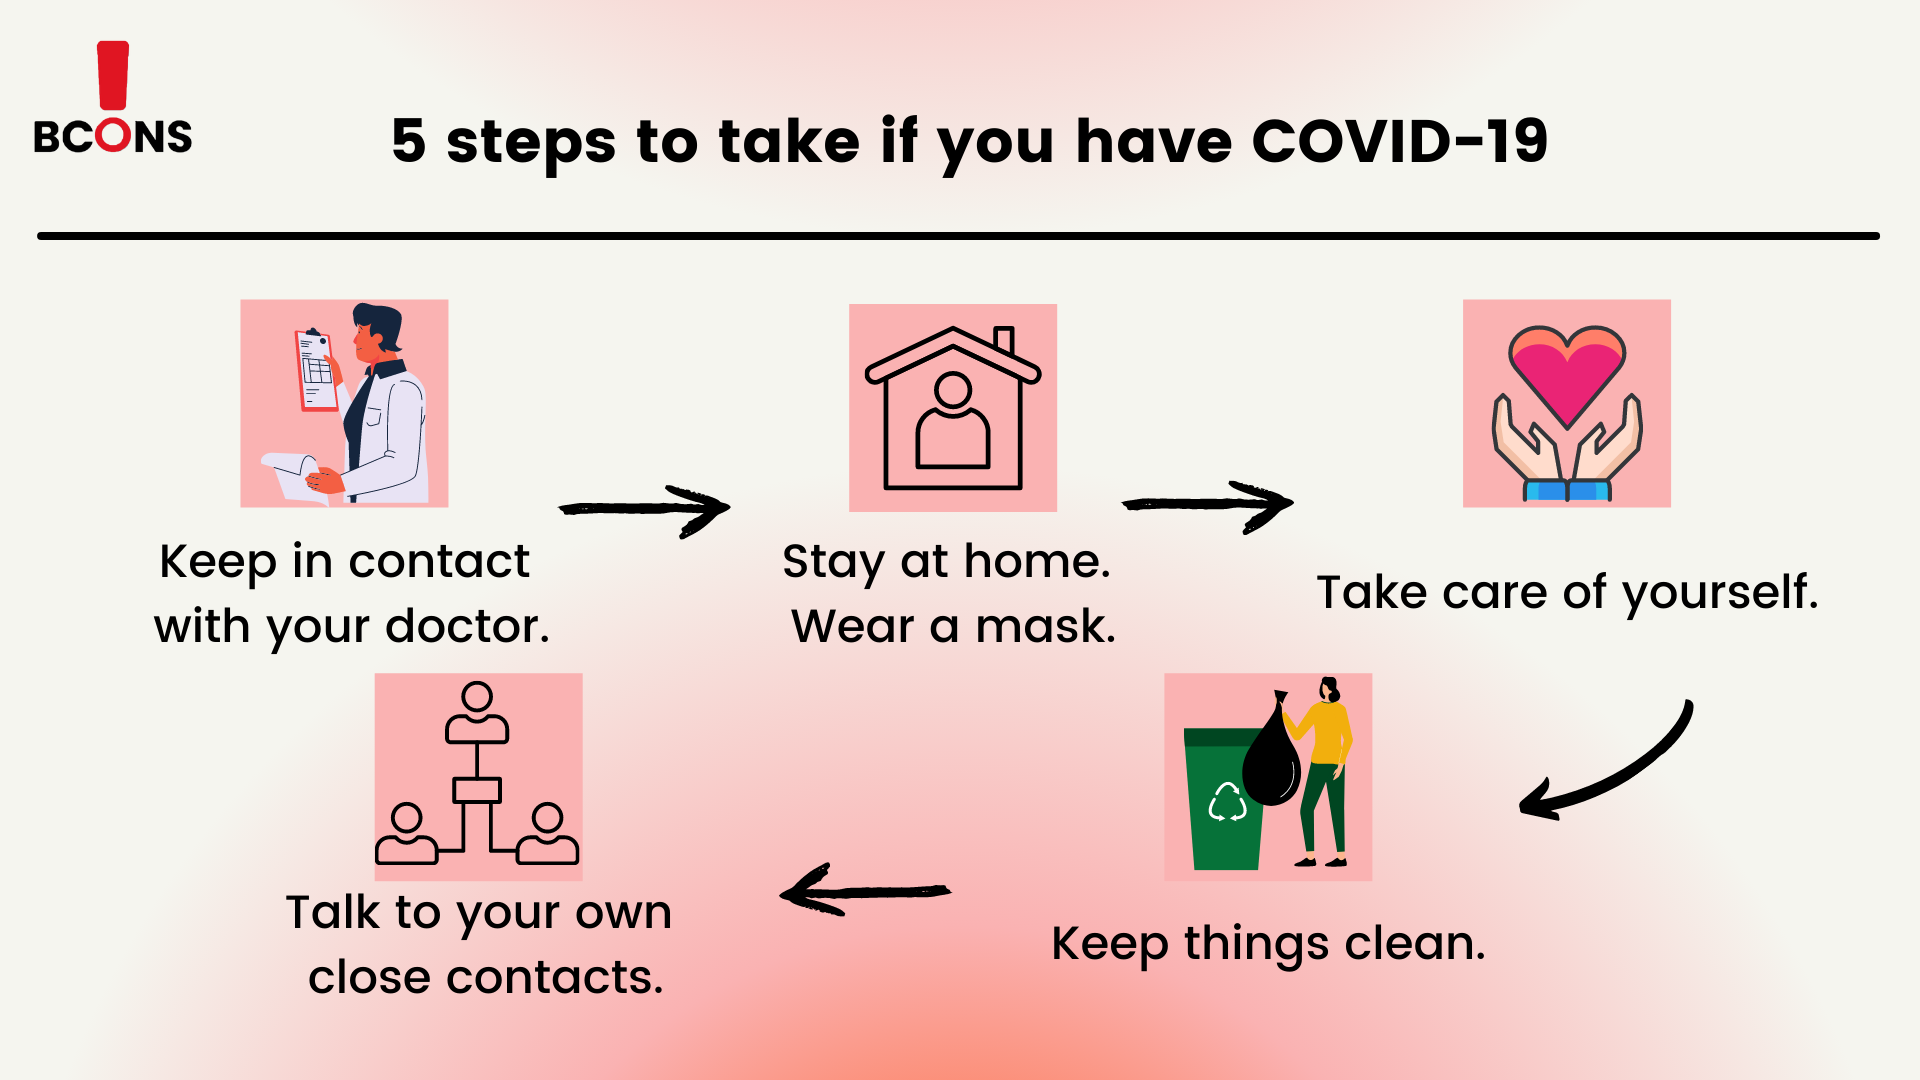 BCONS
5 steps to take if you have COVID-19
Keep in contact
with your doctor.
Stay at home.
Wear a mask.
Take care of yourself.
Keep things clean.
Talk to your own
close contacts.